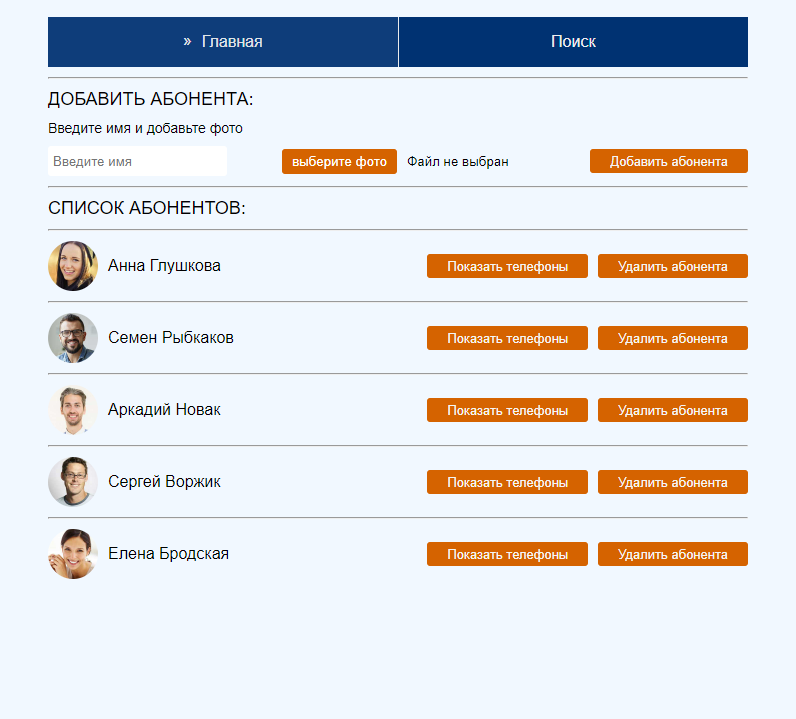 » Главная Поиск
ДОБАВИТЬ АБОНЕНТА:
Введите имя и добавьте фото
Введите имя выберите фото Файл не выбран Добавить абонента
СПИСОК АБОНЕНТОВ:
Анна Глушкова Показать телефоны Удалить абонента
Семен Рыбкаков Показать телефоны Удалить абонента
Аркадий Новак Показать телефоны Удалить абонента
Сергей Воржик Показать телефоны Удалить абонента
Елена Бродская Показать телефоны Удалить абонента